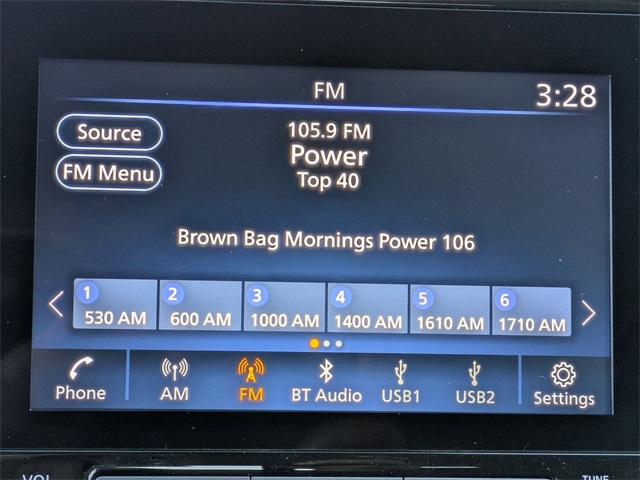 FM
3:28
Source
105.9 FM
Power
FM Menu
Top 40
Brown Bag Mornings Power 106
1 2 3 4 5 6
530 AM 600 AM 1000 AM 1400 AM 1610 AM 1710 AM
Phone AM FM BT Audio USB1 USB2 Settings
VOL TUNE